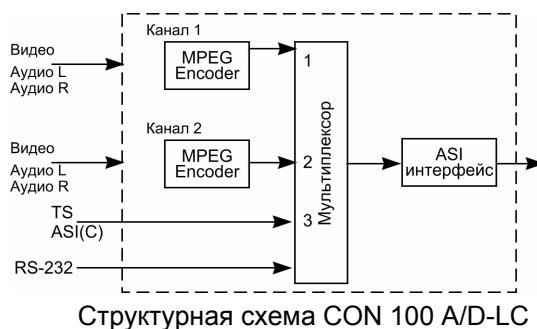 Канал 1
Видео
Аудио L
Аудио R
MPEG
Encoder
1
Канал 2
Видео
Аудио L
Аудио R
MPEG
Encoder
2
Мультиплексор
ASI
интерфейс
TS
ASI(C)
3
RS-232
Структурная схема CON 100 A/D-LC